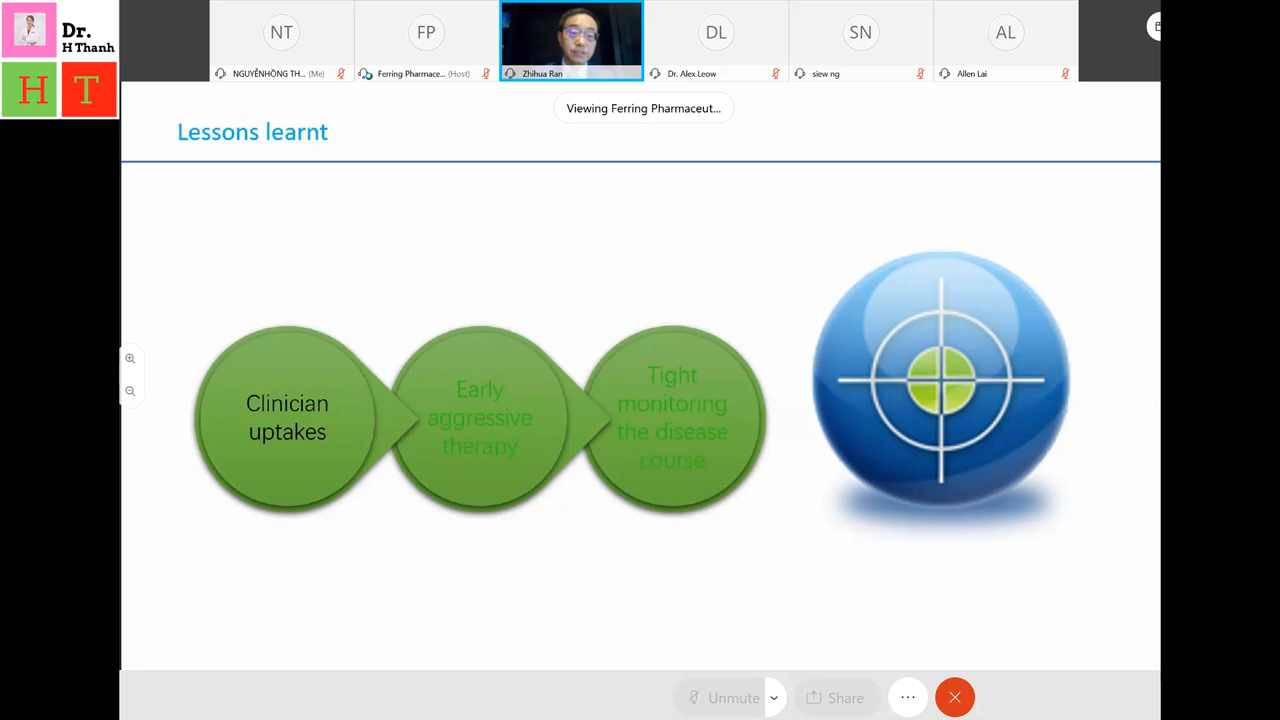 Dr.
H Thanh
H T
NT
FP
DL
SN
AL
NGUYỄNHỒNG TH... (Me)
Ferring Pharmace... (Host)
Zhihua Ran
Dr. Alex Leow
siew ng
Allen Lai
Viewing Ferring Pharmaceut...
Lessons learnt
Clinician
uptakes
Early
aggressive
therapy
Tight
monitoring
the disease
course
Unmute
Share